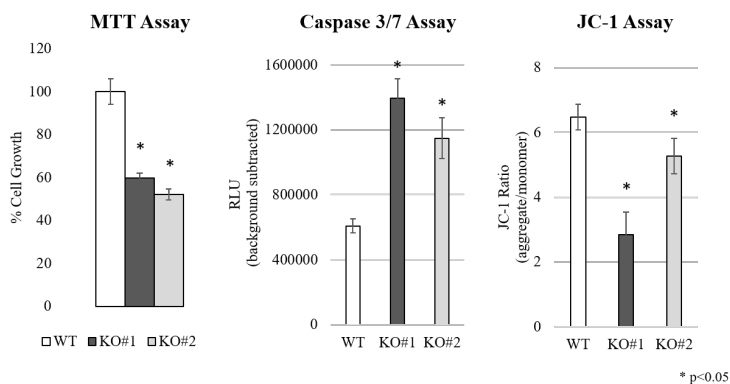 MTT Assay
120
100
80
60
40
20
0
% Cell Growth
* *
WT KO#1 KO#2
Caspase 3/7 Assay
1600000
1200000
800000
400000
0
RLU
(background subtracted)
* *
WT KO#1 KO#2
JC-1 Assay
8
6
4
2
0
JC-1 Ratio
(aggregate/monomer)
* *
WT KO#1 KO#2
* p<0.05